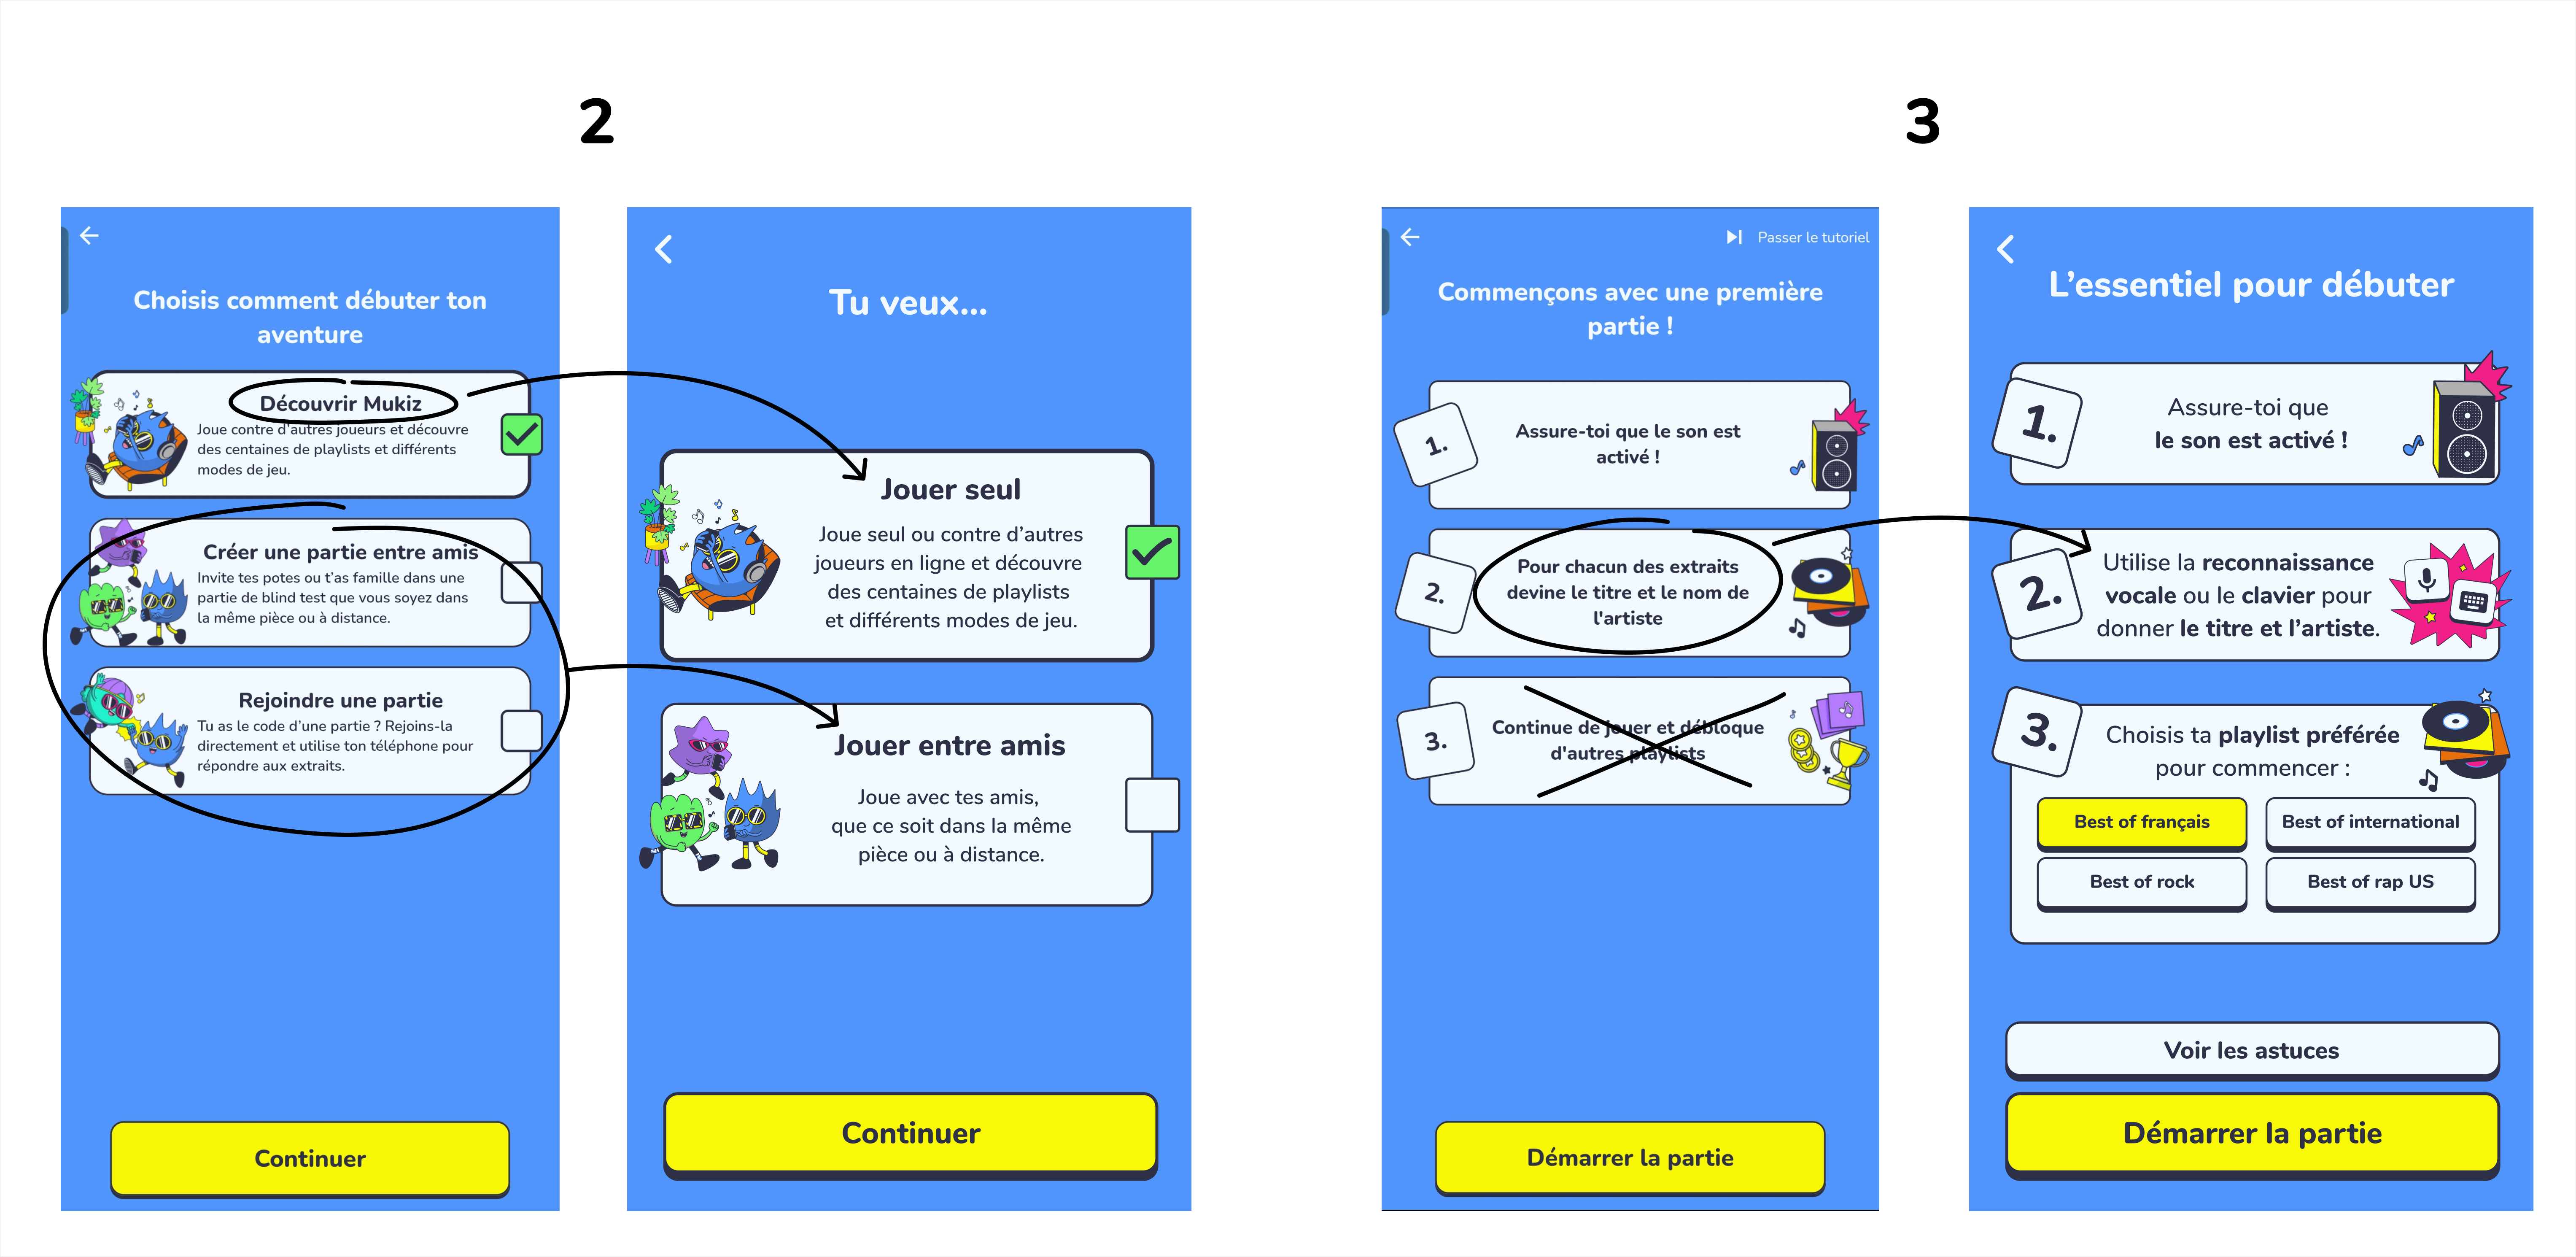 2
Choisis comment débuter ton
aventure
Découvrir Mukiz
Joue contre d'autres joueurs et découvre
des centaines de playlists et différents
modes de jeu.
Créer une partie entre amis
Invite tes potes ou t'as famille dans une
partie de blind test que vous soyez dans
la même pièce ou à distance.
Rejoindre une partie
Tu as le code d'une partie ? Rejoins-la
directement et utilise ton téléphone pour
répondre aux extraits.
Continuer
Tu veux...
Jouer seul
Joue seul ou contre d'autres
joueurs en ligne et découvre
des centaines de playlists
et différents modes de jeu.
Jouer entre amis
Joue avec tes amis,
que ce soit dans la même
pièce ou à distance.
Continuer
3
Passer le tutoriel
Commençons avec une première
partie !
1.
Assure-toi que le son est
activé !
2.
Pour chacun des extraits
devine le titre et le nom de
l'artiste
3.
Continue de jouer et débloque
d'autres playlists
Démarrer la partie
L'essentiel pour débuter
1.
Assure-toi que
le son est activé !
2.
Utilise la reconnaissance
vocale ou le clavier pour
donner le titre et l'artiste.
3.
Choisis ta playlist préférée
pour commencer :
Best of français
Best of international
Best of rock
Best of rap US
Voir les astuces
Démarrer la partie